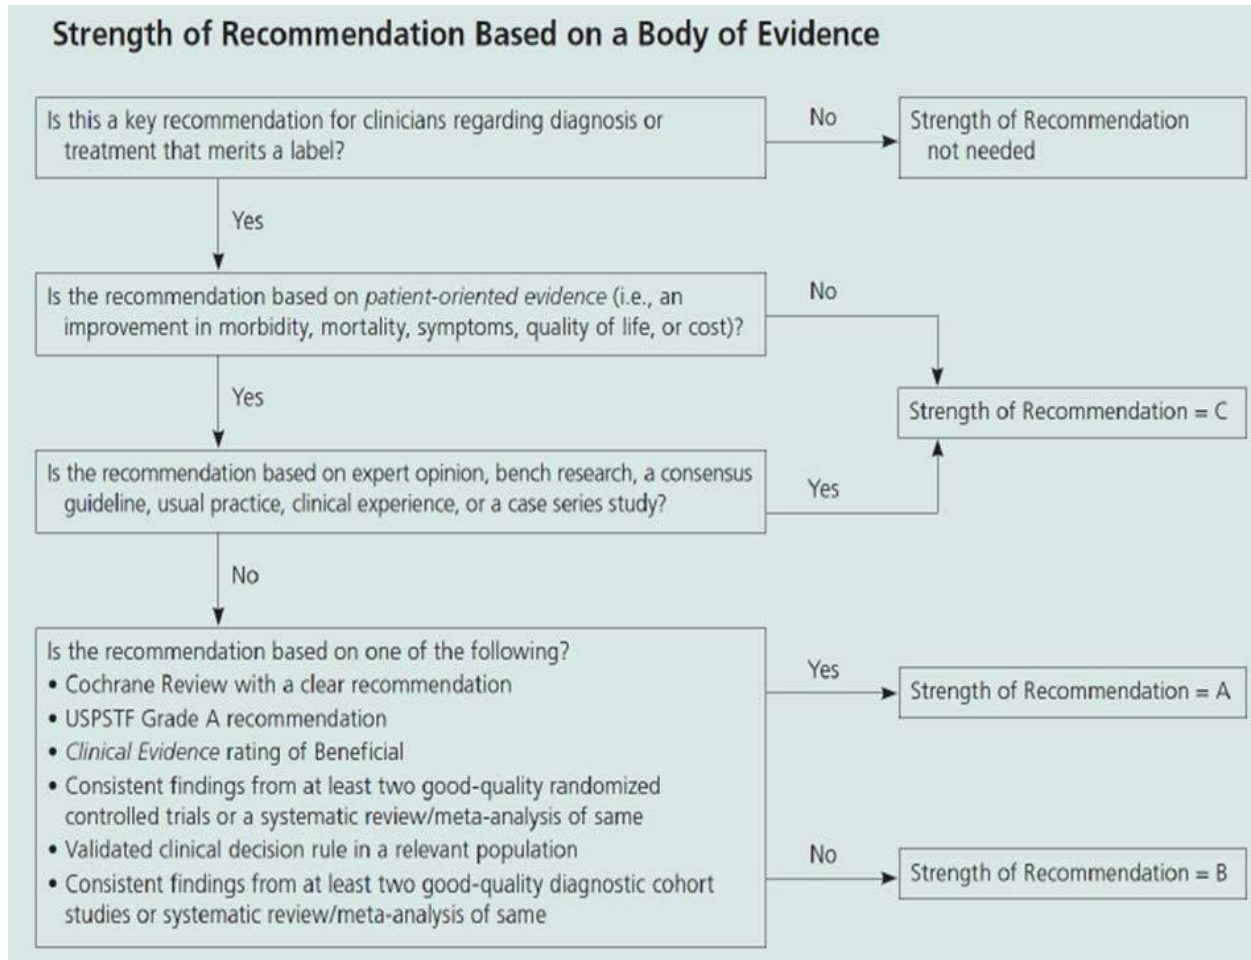 Strength of Recommendation Based on a Body of Evidence
Is this a key recommendation for clinicians regarding diagnosis or
treatment that merits a label?
No
Strength of Recommendation
not needed
Yes
Is the recommendation based on patient-oriented evidence (i.e., an
improvement in morbidity, mortality, symptoms, quality of life, or cost)?
No
Yes
Strength of Recommendation = C
Is the recommendation based on expert opinion, bench research, a consensus
guideline, usual practice, clinical experience, or a case series study?
Yes
No
Is the recommendation based on one of the following?
• Cochrane Review with a clear recommendation
• USPSTF Grade A recommendation
• Clinical Evidence rating of Beneficial
• Consistent findings from at least two good-quality randomized
controlled trials or a systematic review/meta-analysis of same
• Validated clinical decision rule in a relevant population
• Consistent findings from at least two good-quality diagnostic cohort
studies or systematic review/meta-analysis of same
Yes
Strength of Recommendation = A
No
Strength of Recommendation = B